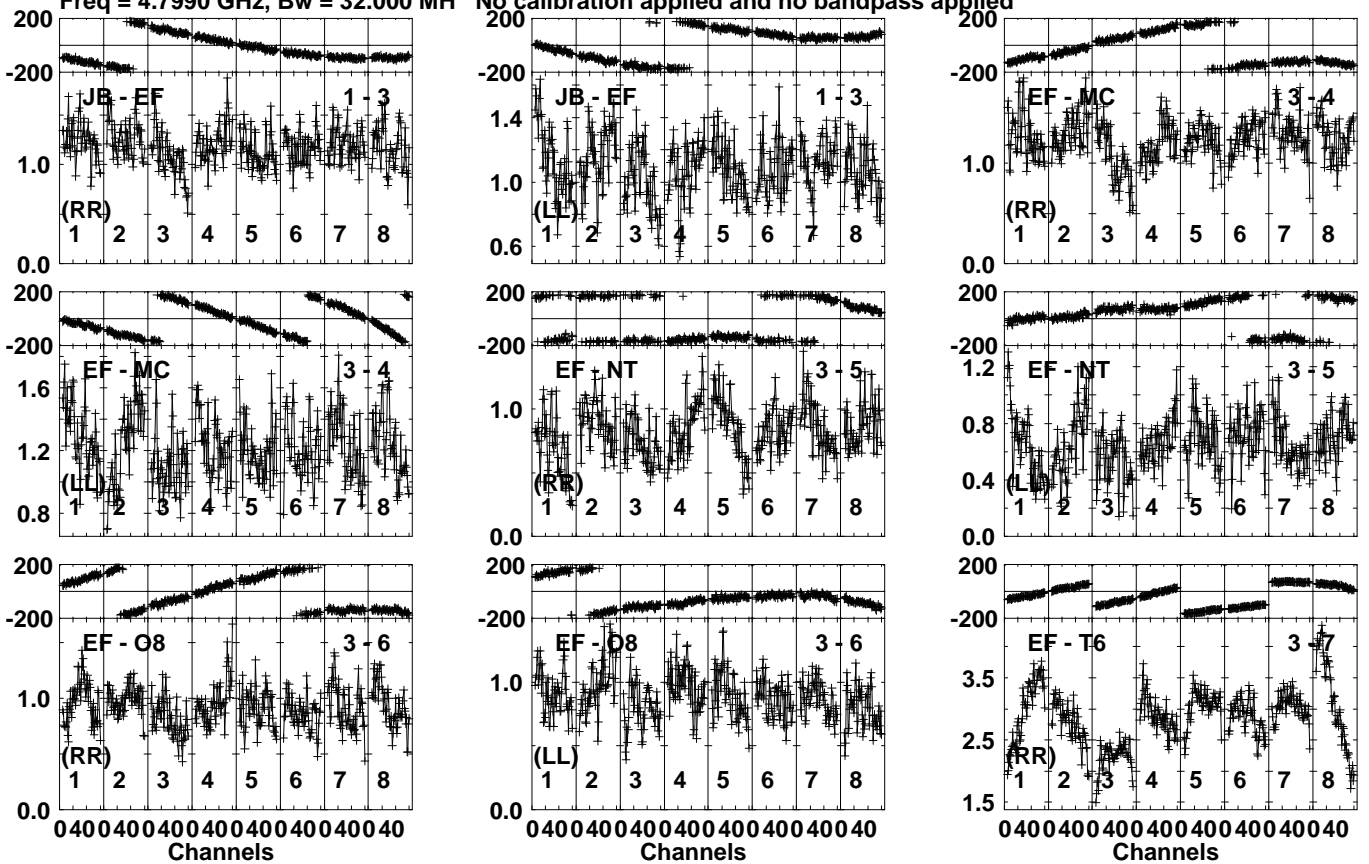 Freq = 4.7990 GHz, Bw = 32.000 MH No calibration applied and no bandpass applied
200
-200
JB - EF 1 - 3
1.0
(RR)
1 2 3 4 5 6 7 8
0.0
JB - EF 1 - 3
1.4
1.0
(LL)
1 2 3 4 5 6 7 8
0.6
200
-200
EF - MC 3 - 4
1.0
(RR)
1 2 3 4 5 6 7 8
0.0
200
-200
EF - MC 3 - 4
1.6
1.2
(LL)
0.8
1 2 3 4 5 6 7 8
200
-200
EF - NT 3 - 5
1.0
(RR)
1 2 3 4 5 6 7 8
0.0
200
-200
EF - NT 3 - 5
1.2
0.8
0.4
(LL)
1 2 3 4 5 6 7 8
0.0
200
-200
EF - O8 3 - 6
1.0
(RR)
1 2 3 4 5 6 7 8
0.0
0 40 0 40 0 40 0 40 0 40 0 40 0 40 0 40
Channels
200
-200
EF - O8 3 - 6
1.0
(LL)
1 2 3 4 5 6 7 8
0.0
0 40 0 40 0 40 0 40 0 40 0 40 0 40 0 40
Channels
200
-200
EF - T6 3 - 7
3.5
2.5
(RR)
1 2 3 4 5 6 7 8
1.5
0 40 0 40 0 40 0 40 0 40 0 40 0 40 0 40
Channels